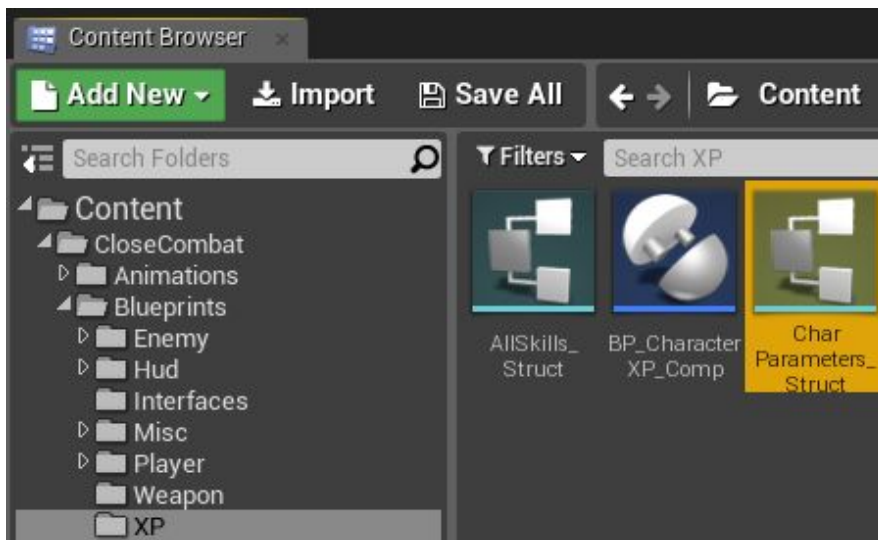 Content Browser
Add New Import Save All Content
Search Folders
Filters Search XP
Content
CloseCombat
Animations
Blueprints
Enemy
Hud
Interfaces
Misc
Player
Weapon
XP
AllSkills_
Struct
BP_Character
XP_Comp
Char
Parameters_
Struct